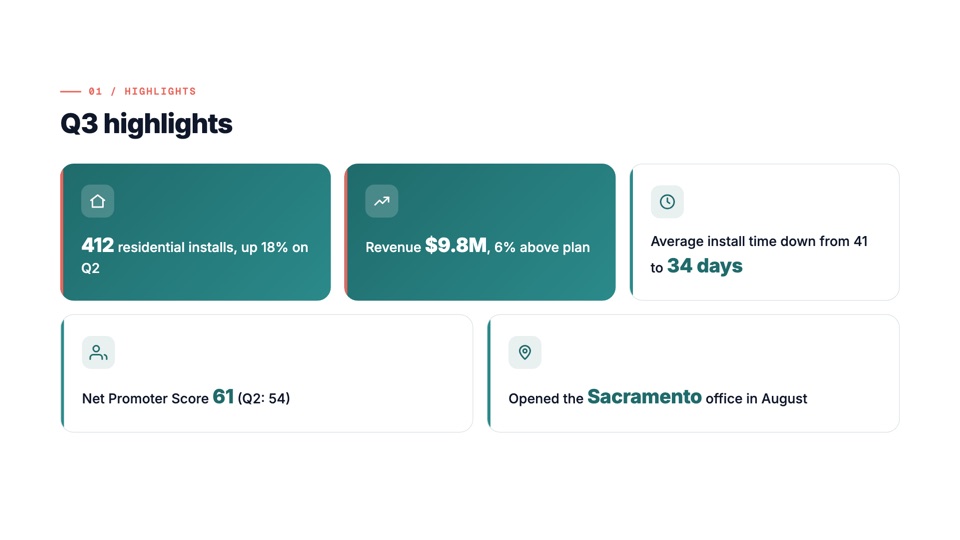 01 / HIGHLIGHTS
Q3 highlights
412 residential installs, up 18% on
Q2
Revenue $9.8M, 6% above plan
Average install time down from 41
to 34 days
Net Promoter Score 61 (Q2: 54)
Opened the Sacramento office in August